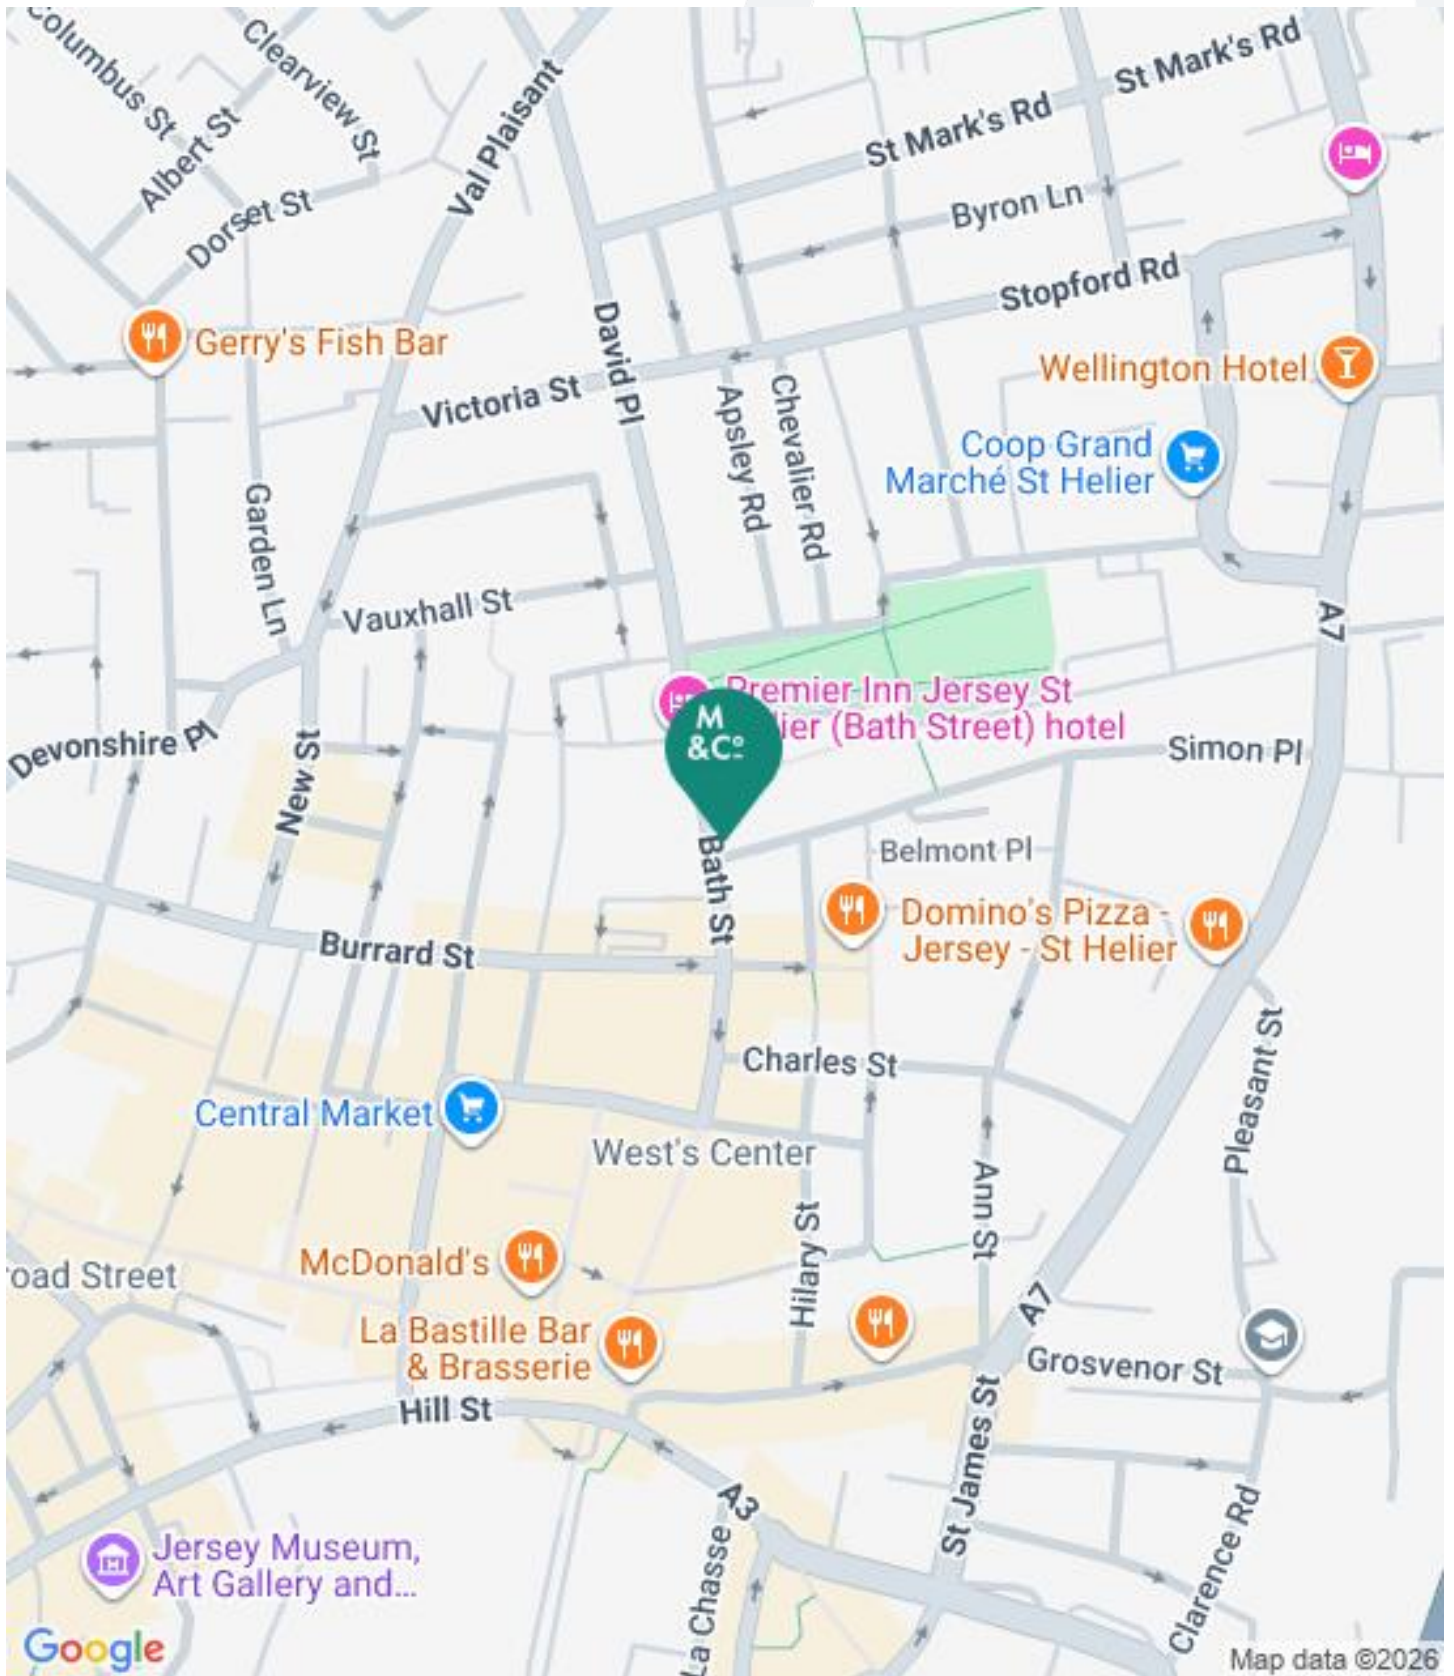 Columbus St
Clearview St
Albert St
Dorset St
Val Plaisant
St Mark's Rd
St Mark's Rd
Byron Ln
Stopford Rd
Gerry's Fish Bar
David Pl
Victoria St
Wellington Hotel
Apsley Rd
Chevalier Rd
Coop Grand
Marché St Helier
Garden Ln
Vauxhall St
A7
Premier Inn Jersey St
lier (Bath Street) hotel
M
&Co
Devonshire Pl
New St
Simon Pl
Bath St
Belmont Pl
Domino's Pizza -
Jersey - St Helier
Burrard St
Charles St
Pleasant St
Central Market
West's Center
Ann St
Hilary St
McDonald's
road Street
La Bastille Bar
& Brasserie
A7
Grosvenor St
Hill St
St James St
A3
La Chasse
Clarence Rd
Jersey Museum,
Art Gallery and...
Google
Map data ©2026